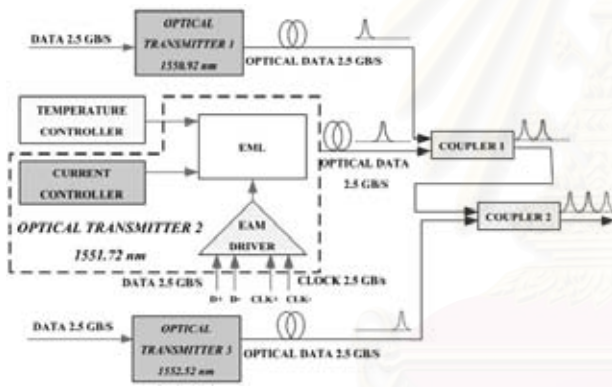 OPTICAL
TRANSMITTER 1
1550.92 nm
DATA 2.5 GB/S
OPTICAL DATA 2.5 GB/S
TEMPERATURE
CONTROLLER
CURRENT
CONTROLLER
EML
OPTICAL DATA
2.5 GB/S
COUPLER 1
COUPLER 2
OPTICAL TRANSMITTER 2
1551.72 nm
EAM
DRIVER
DATA 2.5 GB/S
CLOCK 2.5 GB/s
D+ D- CLK+ CLK-
DATA 2.5 GB/S
OPTICAL
TRANSMITTER 3
1552.52 nm
OPTICAL DATA 2.5 GB/S